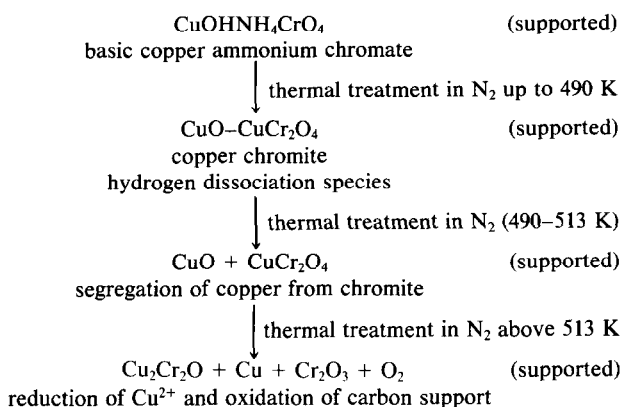 CuOHNH₄CrO₄ (supported)
basic copper ammonium chromate
thermal treatment in N₂ up to 490 K
CuO–CuCr₂O₄ (supported)
copper chromite
hydrogen dissociation species
thermal treatment in N₂ (490–513 K)
CuO + CuCr₂O₄ (supported)
segregation of copper from chromite
thermal treatment in N₂ above 513 K
Cu₂Cr₂O + Cu + Cr₂O₃ + O₂ (supported)
reduction of Cu²⁺ and oxidation of carbon support